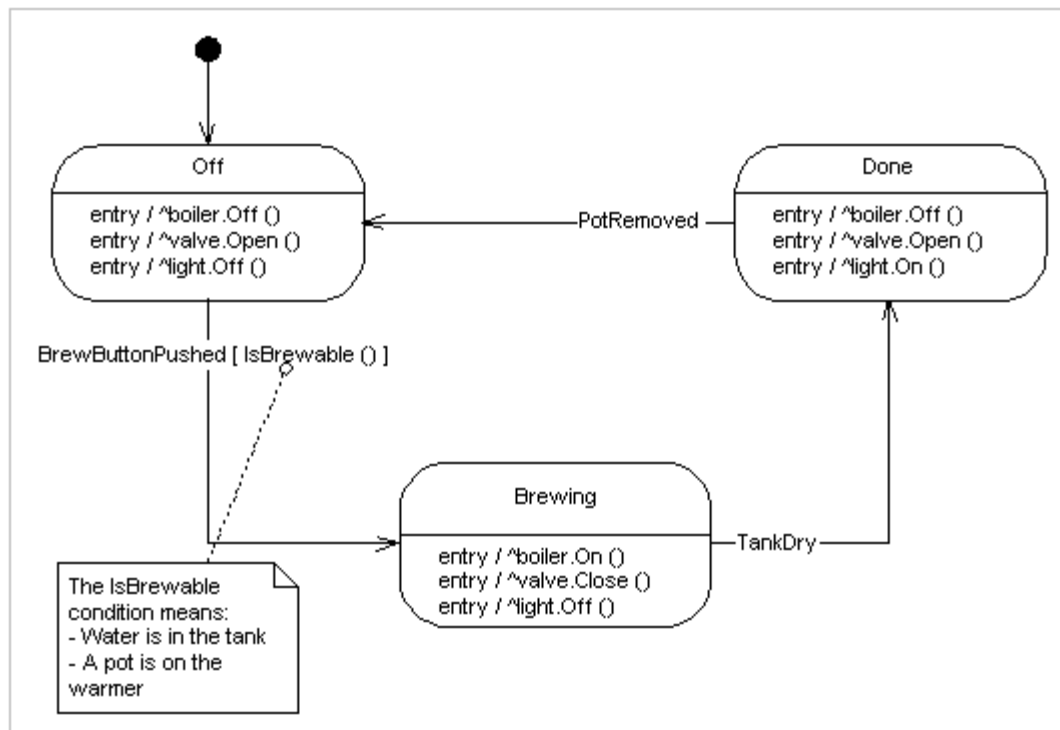 Off
entry / ^boiler.Off ()
entry / ^valve.Open ()
entry / ^light.Off ()
Done
entry / ^boiler.Off ()
entry / ^valve.Open ()
entry / ^light.On ()
PotRemoved
BrewButtonPushed [ IsBrewable () ]
Brewing
entry / ^boiler.On ()
entry / ^valve.Close ()
entry / ^light.Off ()
TankDry
The IsBrewable
condition means:
- Water is in the tank
- A pot is on the
warmer